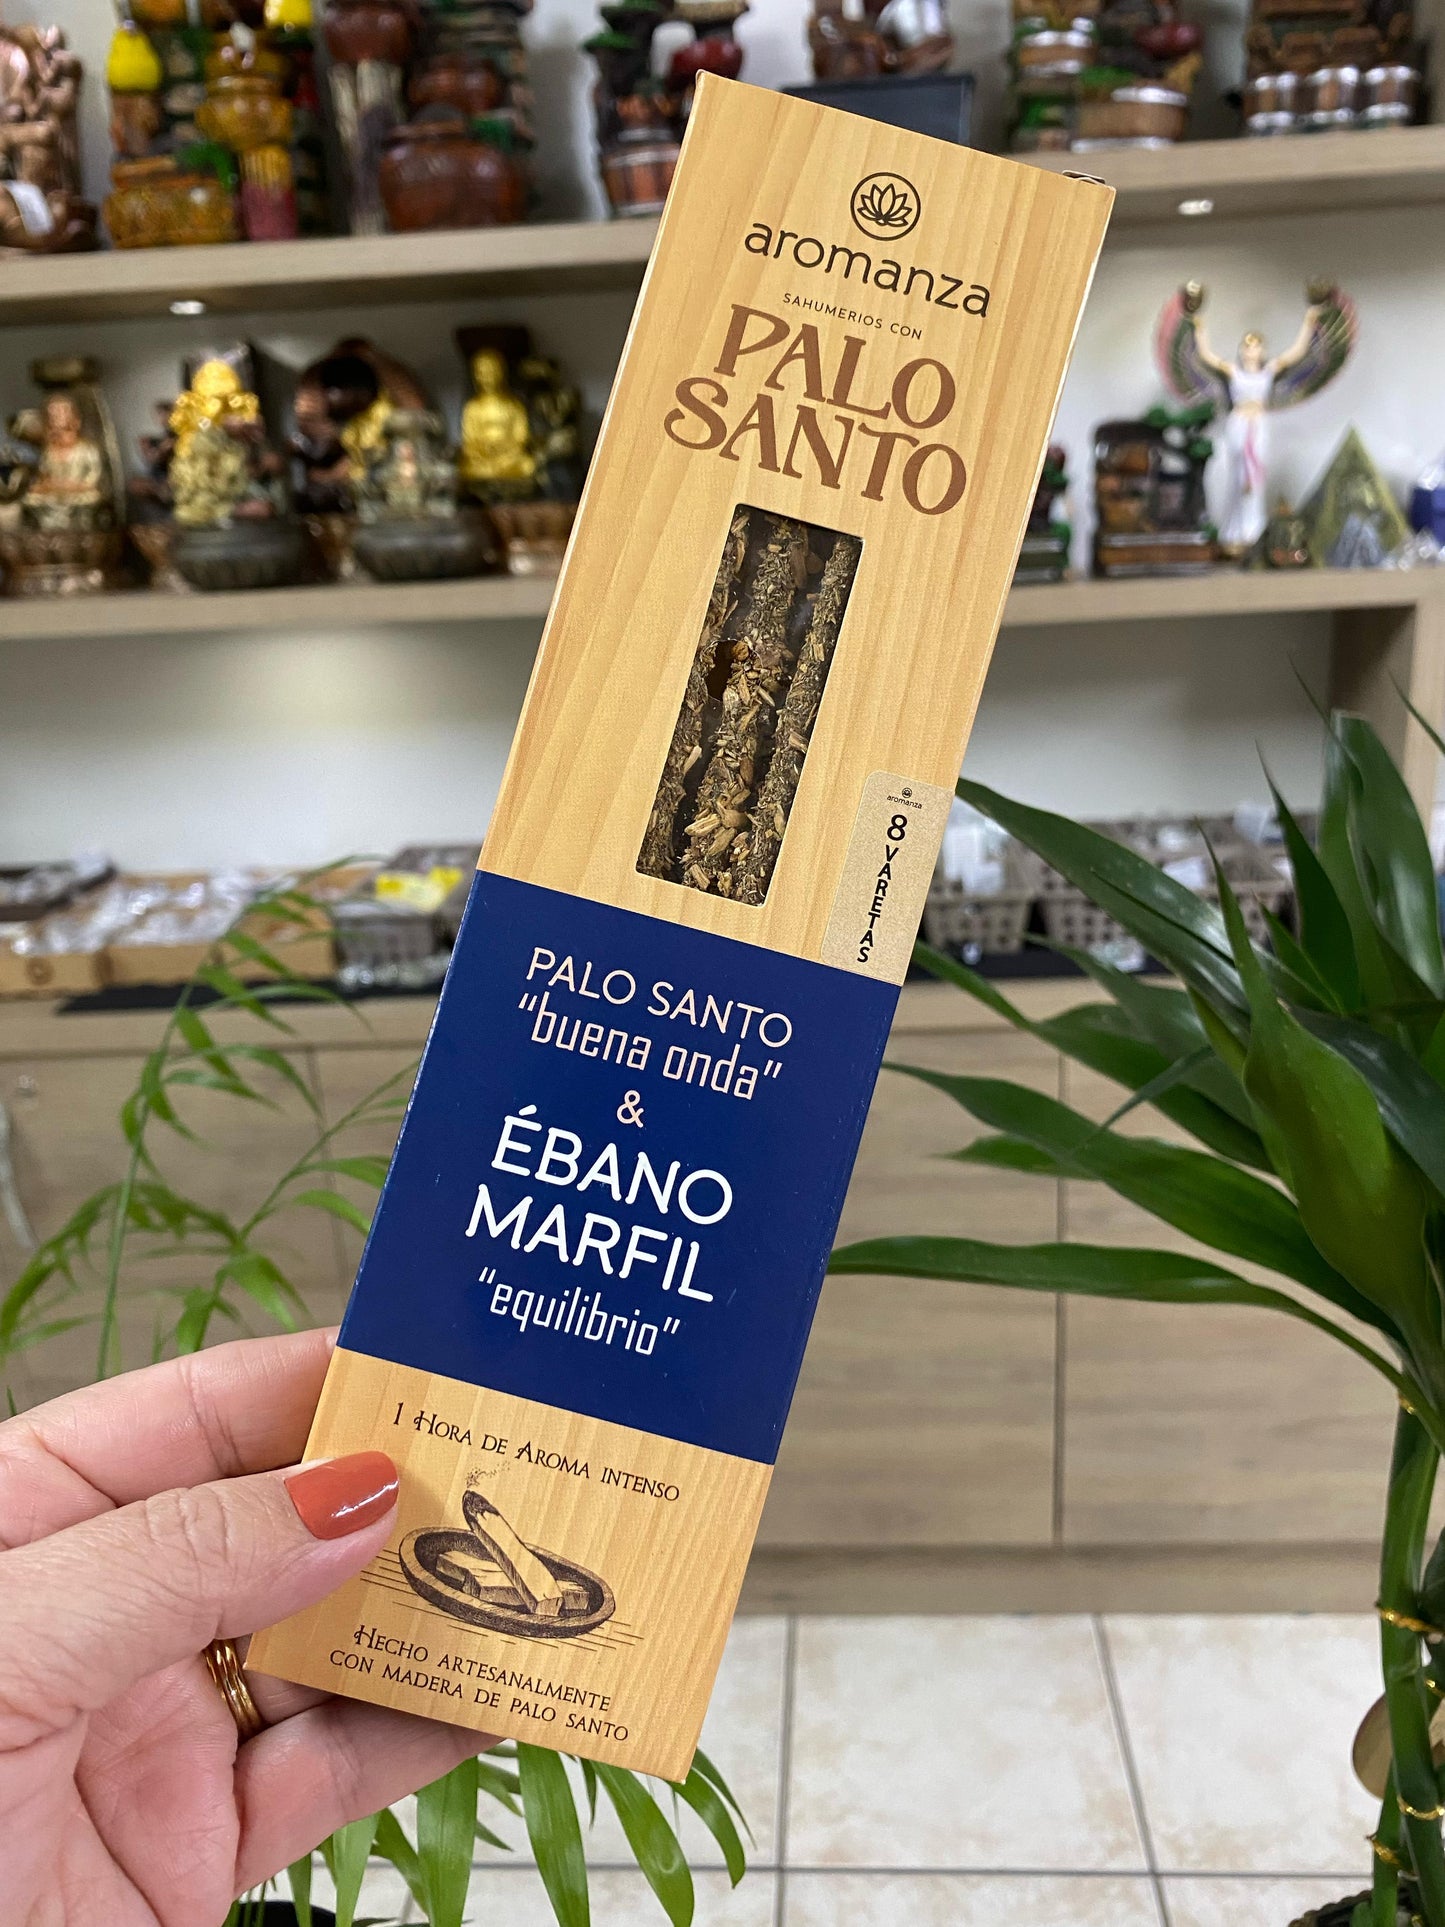 aromanza
SAHUMERIOS CON
PALO
SANTO
aromanza
8 VARETAS
PALO SANTO
“buena onda”
&
ÉBANO
MARFIL
“equilibrio”
1 HORA DE AROMA INTENSO
HECHO ARTESANALMENTE
CON MADERA DE PALO SANTO